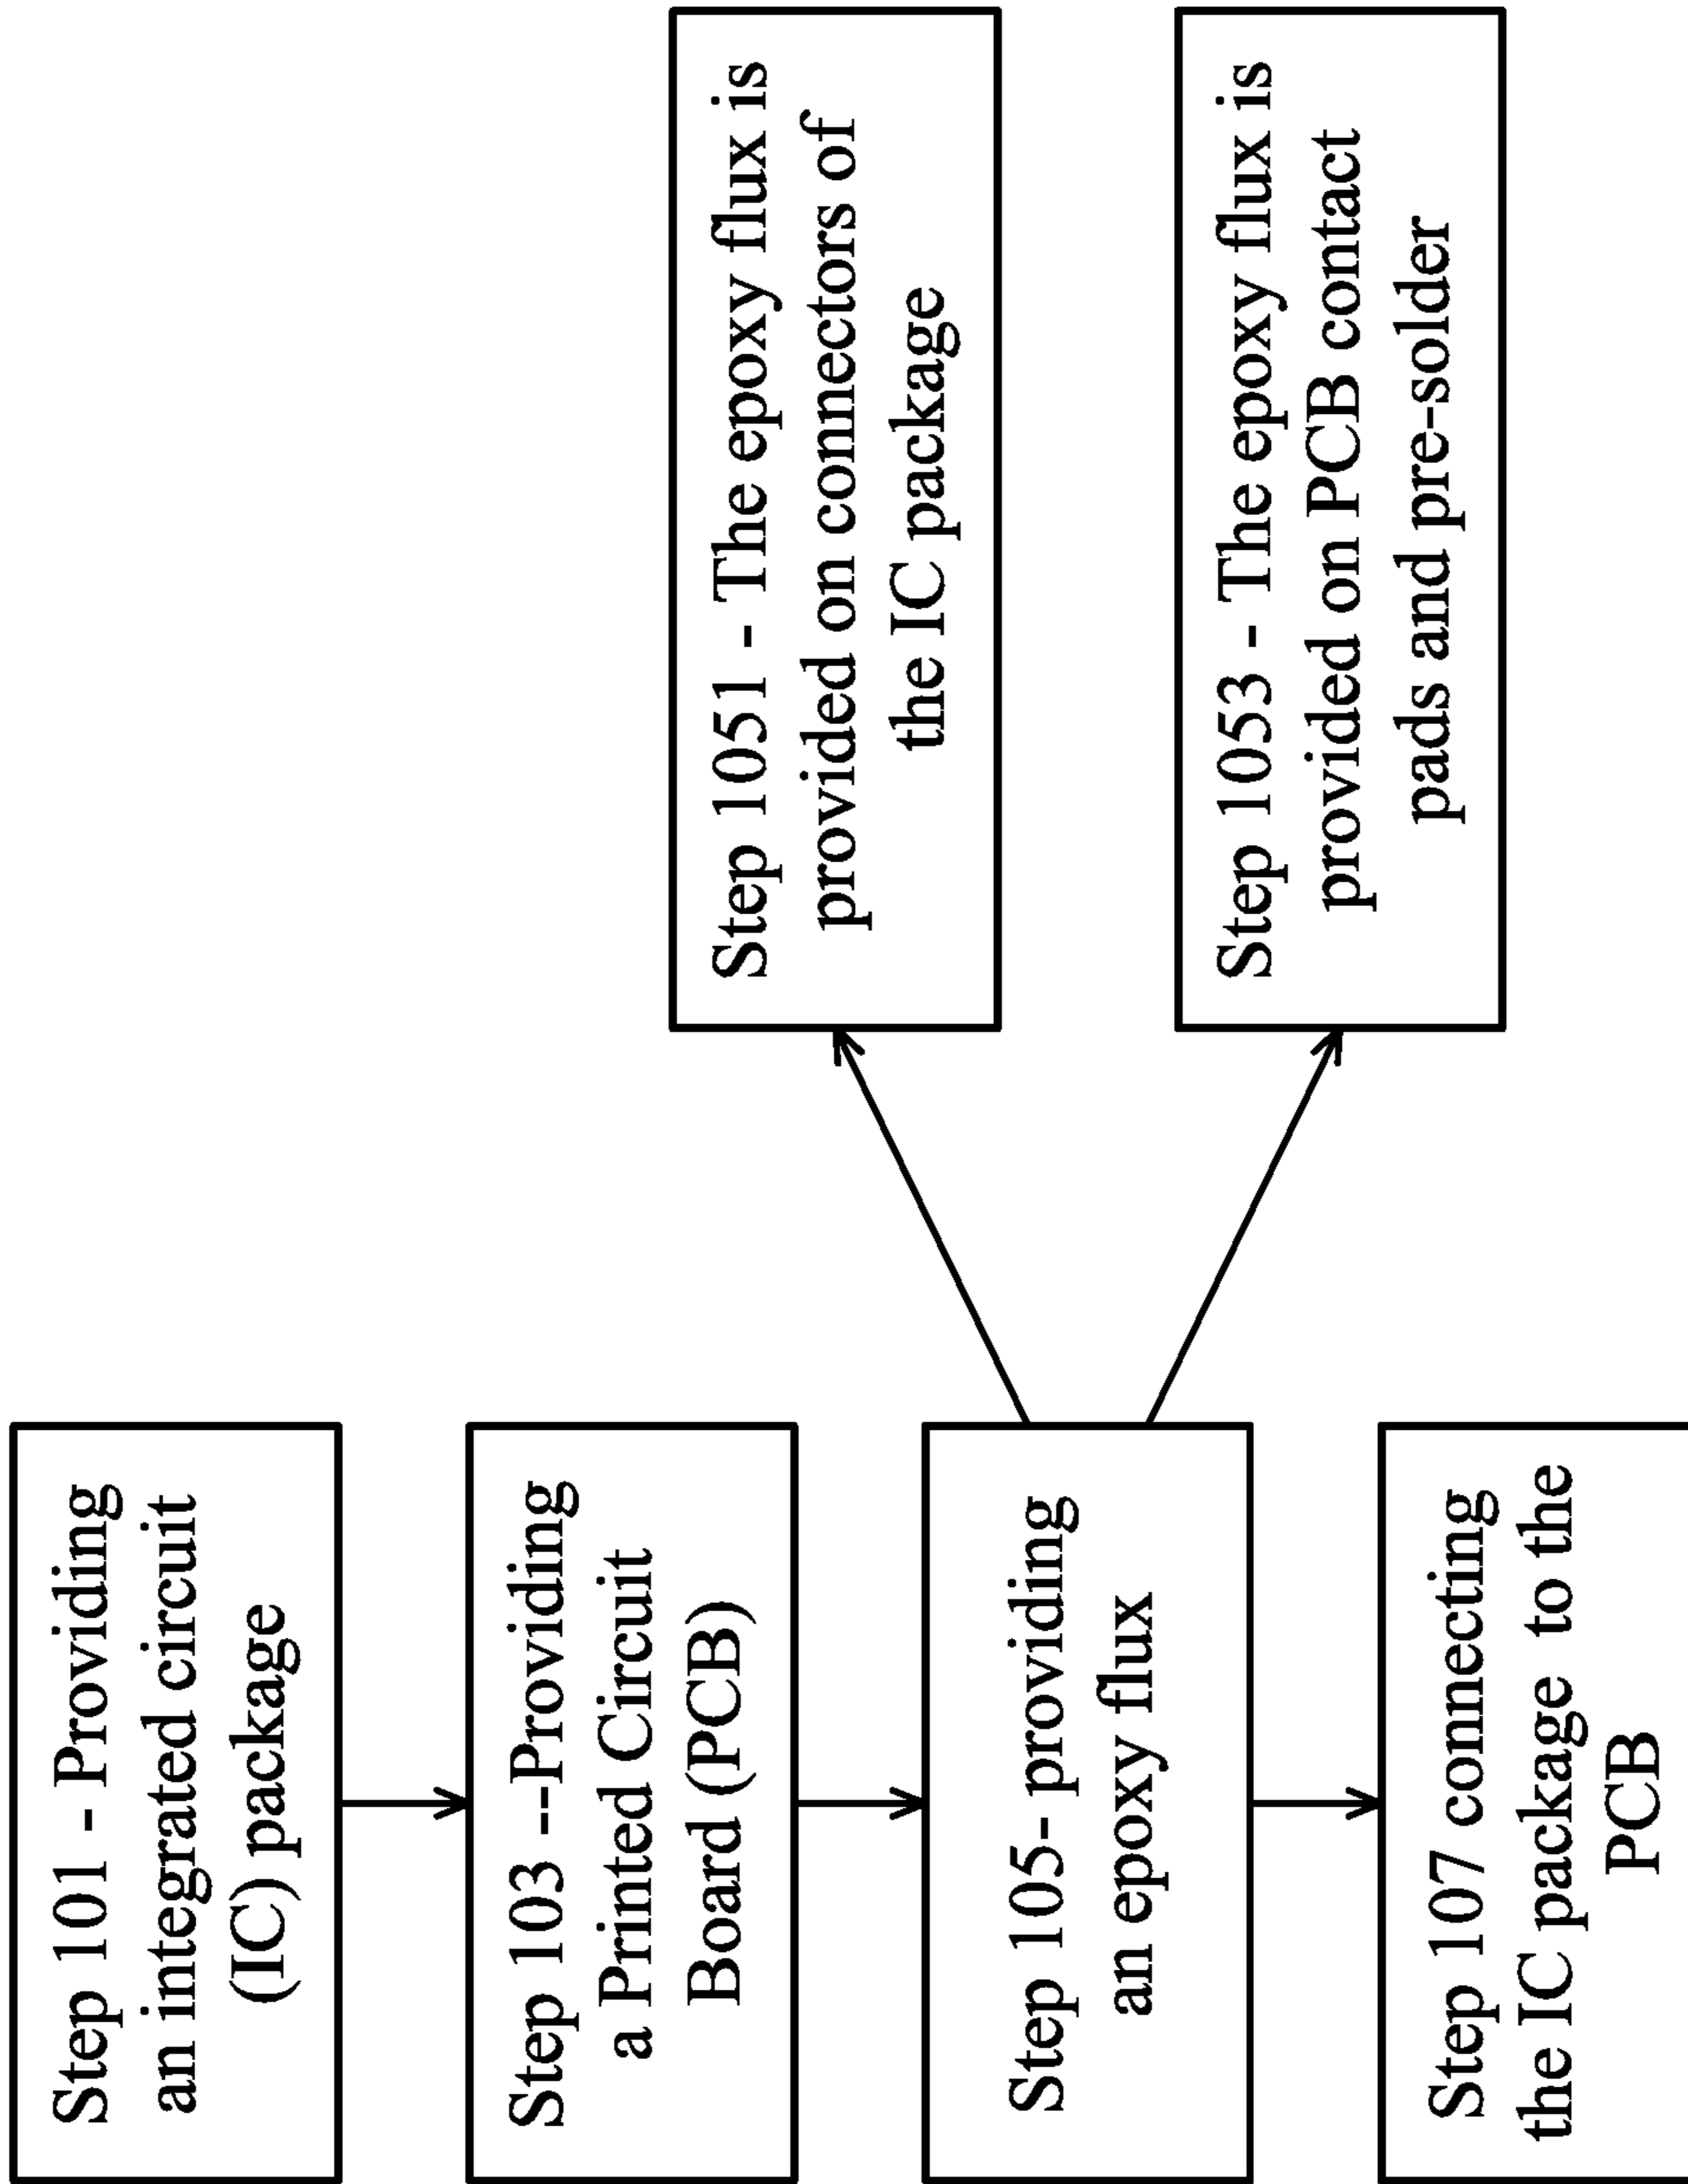 Step 101 - Providing
an integrated circuit
(IC) package
Step 103 --Providing
a Printed Circuit
Board (PCB)
Step 105- providing
an epoxy flux
Step 107 connecting
the IC package to the
PCB
Step 1051 - The epoxy flux is
provided on connectors of
the IC package
Step 1053 - The epoxy flux is
provided on PCB contact
pads and pre-solder